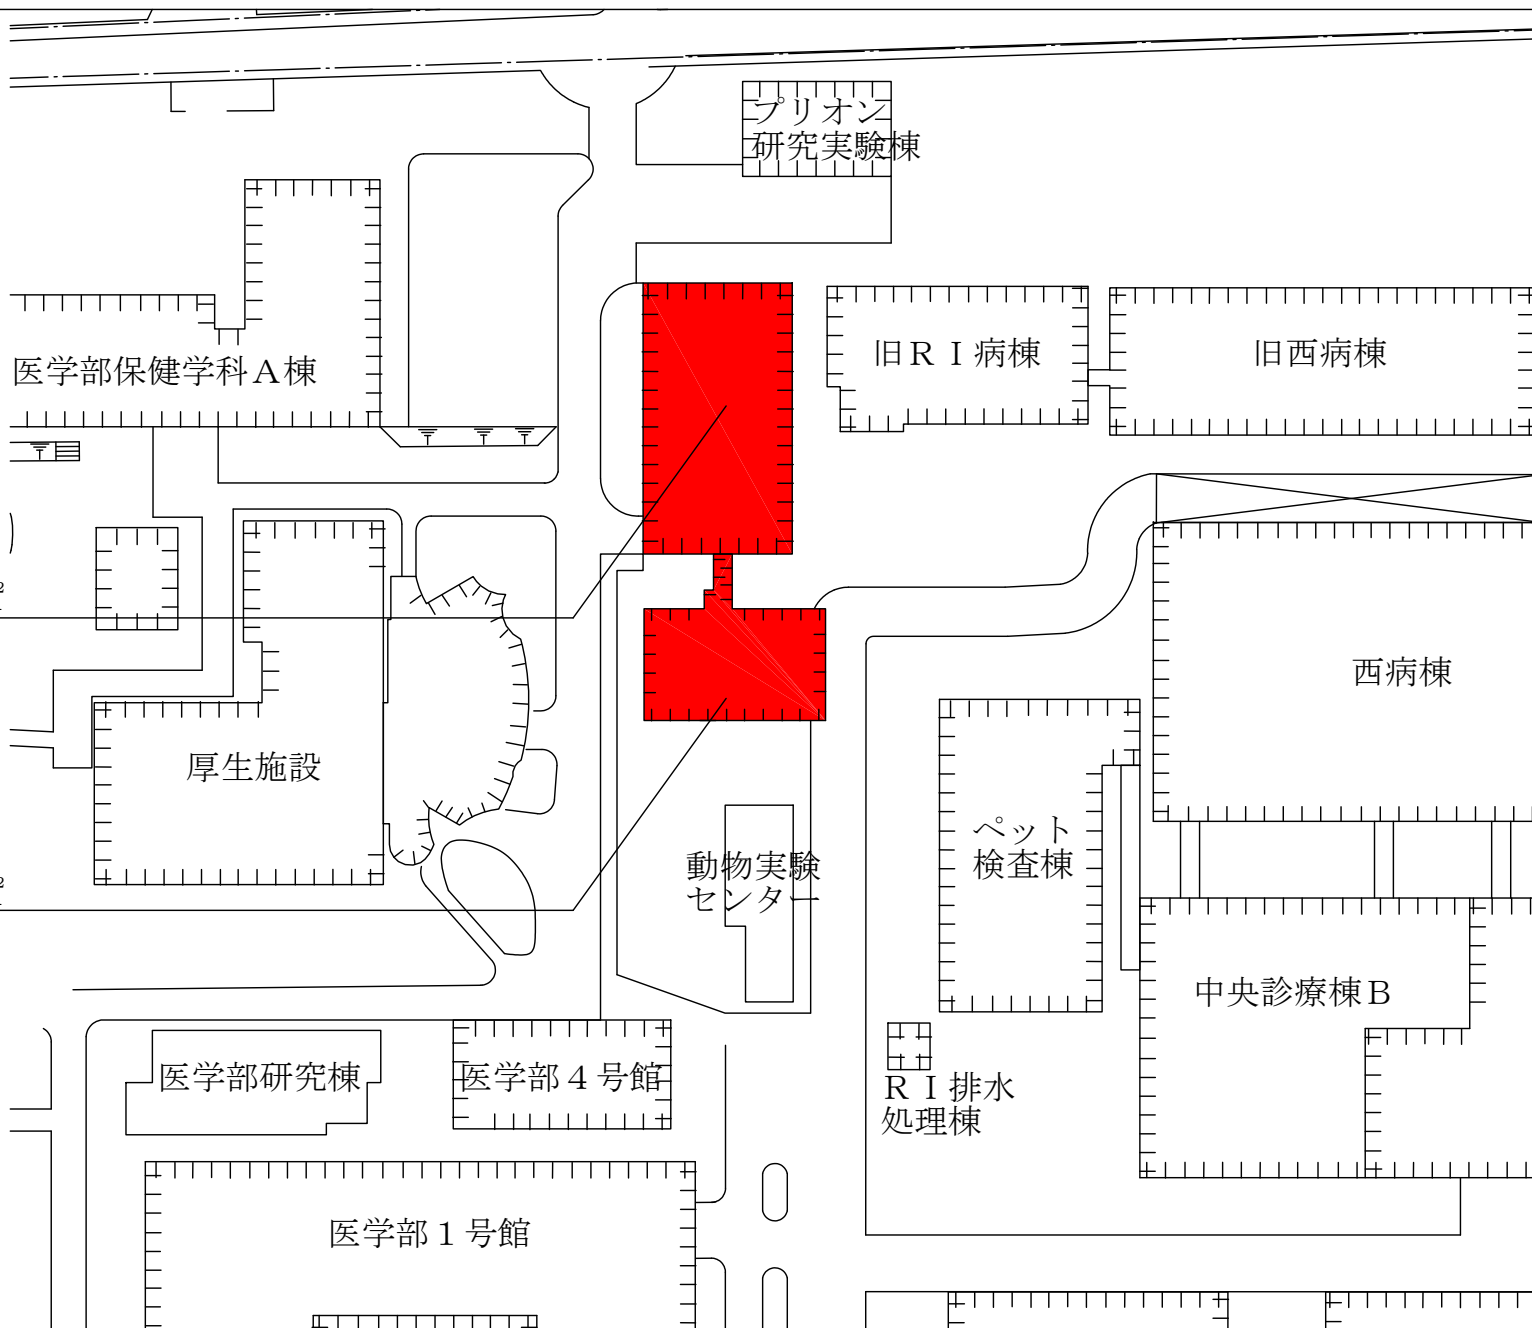 プリオン
研究実験棟
医学部保健学科Ａ棟
旧ＲＩ病棟
旧西病棟
2
西病棟
厚生施設
ペット
検査棟
動物実験
センター
2
中央診療棟Ｂ
医学部研究棟
医学部４号館
ＲＩ排水
処理棟
医学部１号館